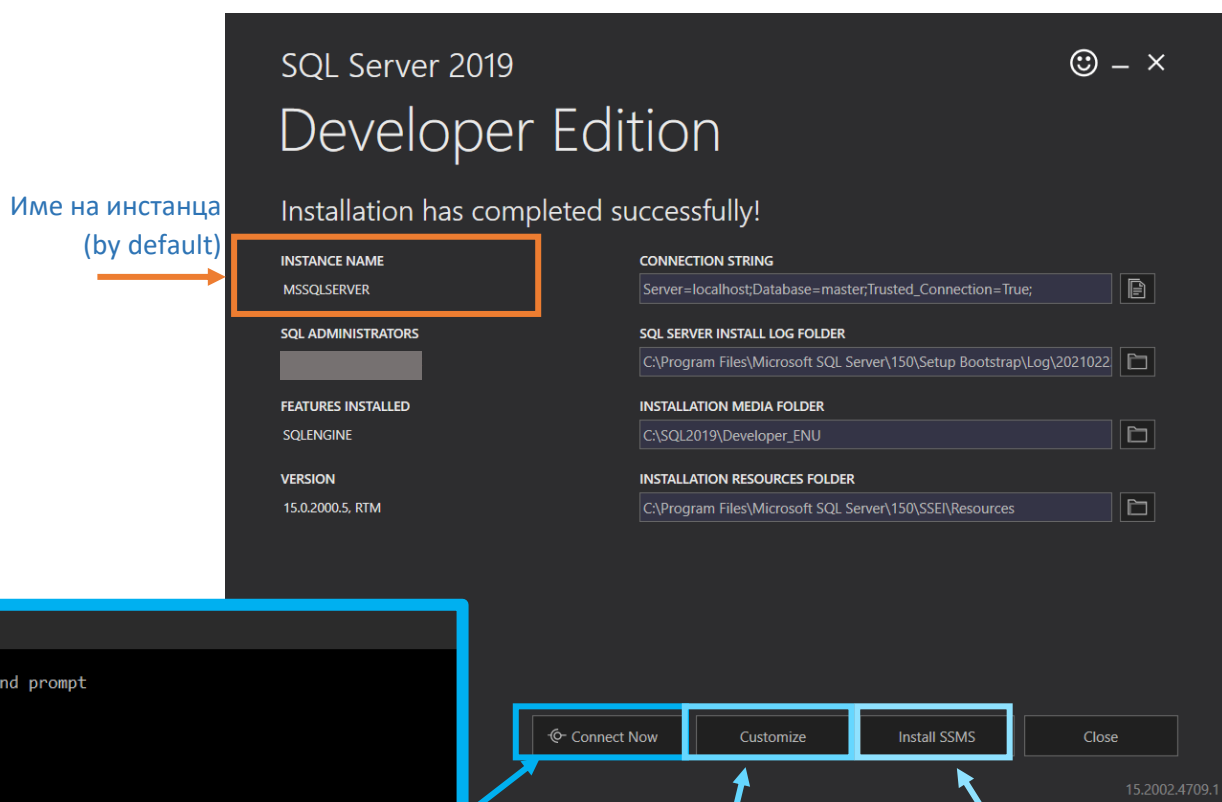 SQL Server 2019
Developer Edition
Име на инстанца
(by default)
Installation has completed successfully!
INSTANCE NAME
MSSQLSERVER
CONNECTION STRING
Server=localhost;Database=master;Trusted_Connection=True;
SQL ADMINISTRATORS
SQL SERVER INSTALL LOG FOLDER
C:\Program Files\Microsoft SQL Server\150\Setup Bootstrap\Log\2021022
FEATURES INSTALLED
SQLENGINE
INSTALLATION MEDIA FOLDER
C:\SQL2019\Developer_ENU
VERSION
15.0.2000.5, RTM
INSTALLATION RESOURCES FOLDER
C:\Program Files\Microsoft SQL Server\150\SSEI\Resources
nd prompt
Connect Now
Customize
Install SSMS
Close
15.2002.4709.1